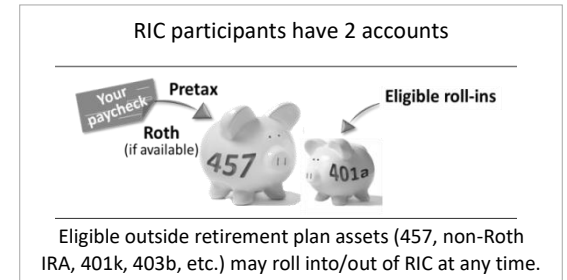 RIC participants have 2 accounts
Your
paycheck
Pretax
Roth
(if available)
457
Eligible roll-ins
401a
Eligible outside retirement plan assets (457, non-Roth
IRA, 401k, 403b, etc.) may roll into/out of RIC at any time.